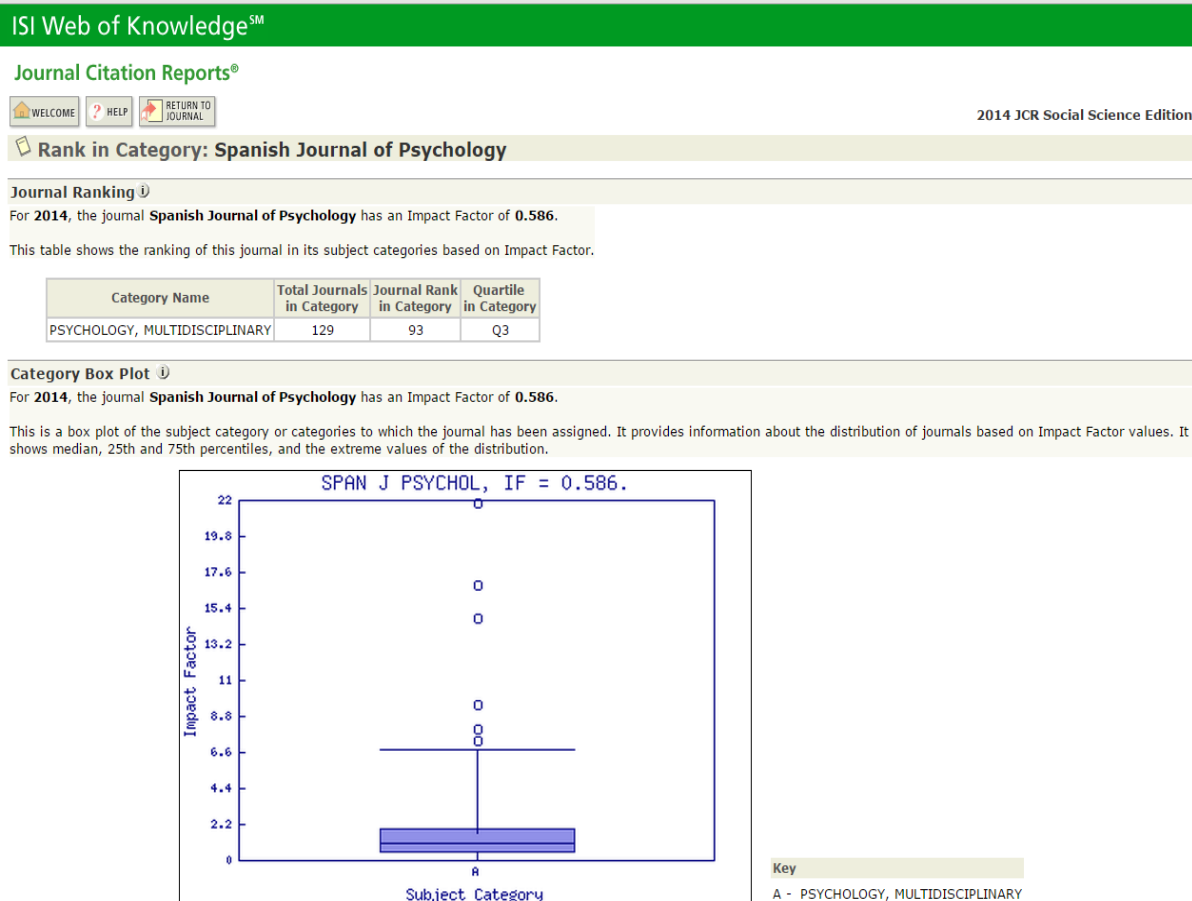 ISI Web of Knowledge℠
Journal Citation Reports®
WELCOME
? HELP
RETURN TO
JOURNAL
2014 JCR Social Science Edition
Rank in Category: Spanish Journal of Psychology
Journal Ranking i
For 2014, the journal Spanish Journal of Psychology has an Impact Factor of 0.586.
This table shows the ranking of this journal in its subject categories based on Impact Factor.
Category Name Total Journals in Category Journal Rank in Category Quartile in Category
PSYCHOLOGY, MULTIDISCIPLINARY 129 93 Q3
Category Box Plot i
For 2014, the journal Spanish Journal of Psychology has an Impact Factor of 0.586.
This is a box plot of the subject category or categories to which the journal has been assigned. It provides information about the distribution of journals based on Impact Factor values. It
shows median, 25th and 75th percentiles, and the extreme values of the distribution.
SPAN J PSYCHOL, IF = 0.586.
22
19.8
17.6
15.4
13.2
11
8.8
6.6
4.4
2.2
0
Impact Factor
A
Subject Category
Key
A - PSYCHOLOGY, MULTIDISCIPLINARY